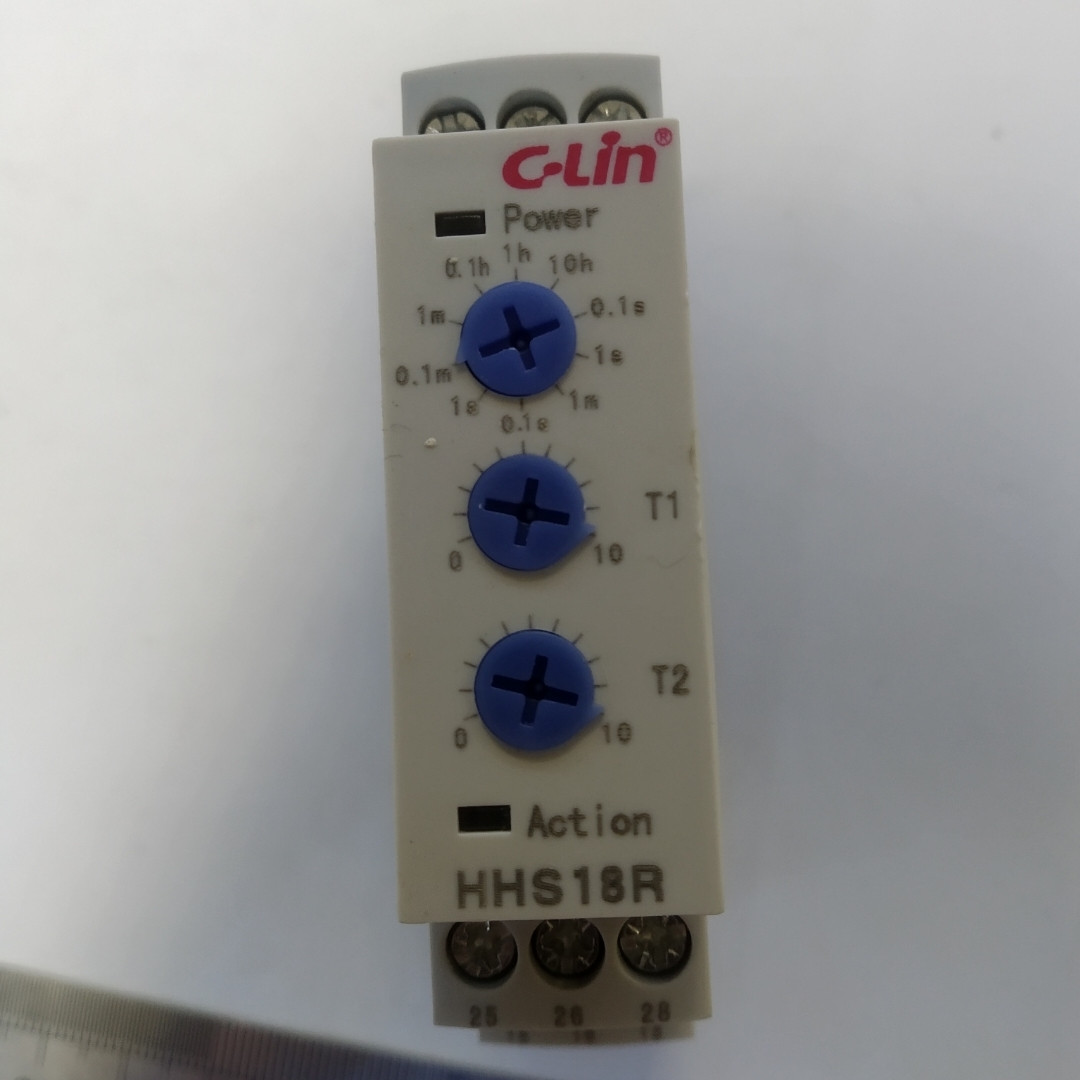 C-Lin®
Power
0.1h 1h 10h
1m 0.1s
0.1m 1s
1s 0.1s 1m
T1
0 10
T2
0 10
Action
HHS18R
25 26 28